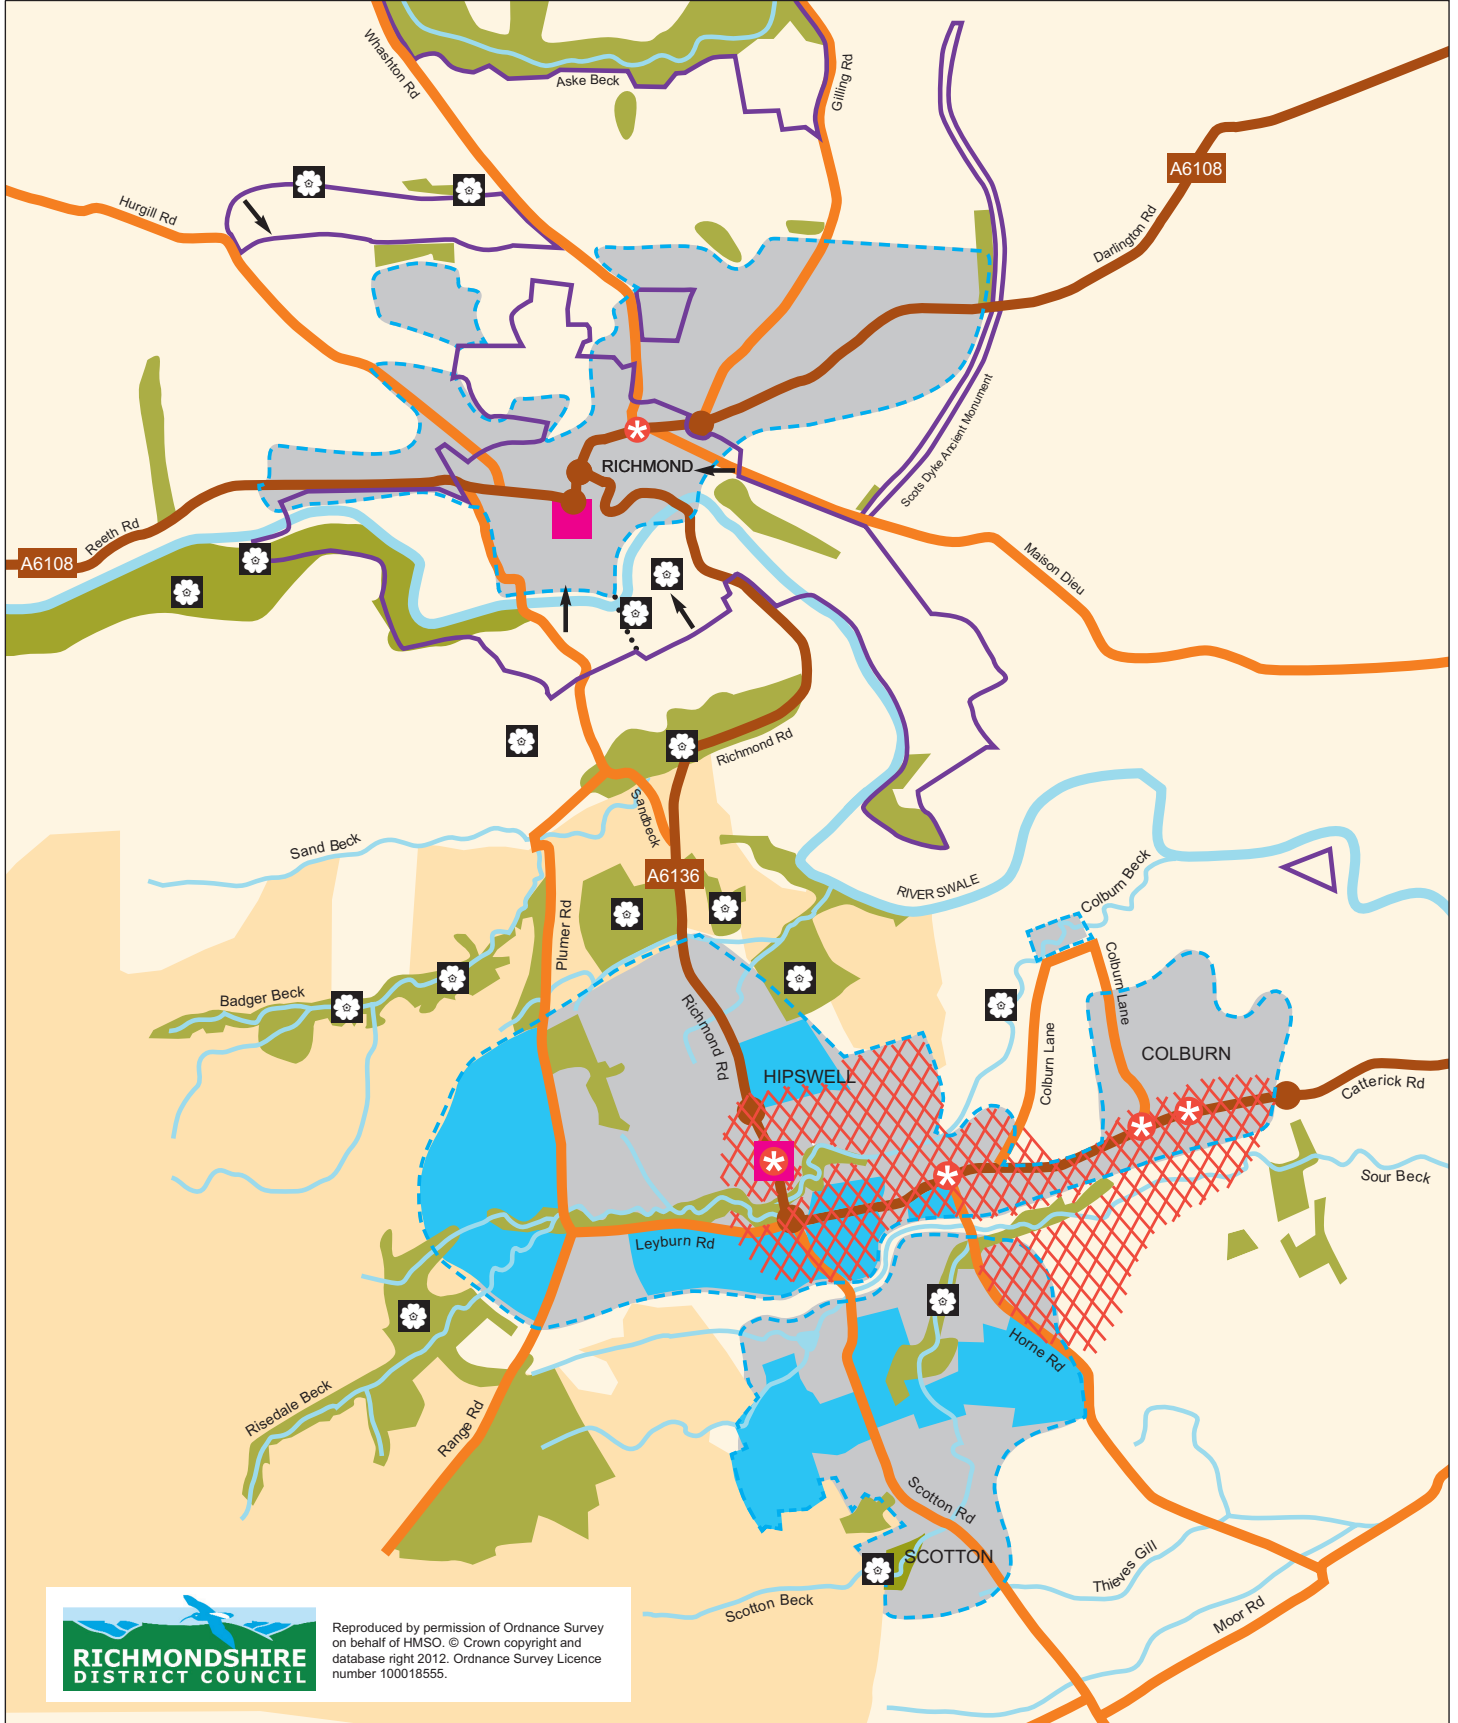 Whashton Rd
Aske Beck
Gilling Rd
A6108
Hurgill Rd
Darlington Rd
Scots Dyke Ancient Monument
RICHMOND
Reeth Rd
A6108
Maison Dieu
Richmond Rd
Sandbeck
Sand Beck
A6136
RIVER SWALE
Colburn Beck
Plumer Rd
Badger Beck
Colburn Lane
Richmond Rd
Colburn Lane
COLBURN
HIPSWELL
Catterick Rd
Sour Beck
Leyburn Rd
Horne Rd
Risedale Beck
Range Rd
Scotton Rd
SCOTTON
Thieves Gill
Scotton Beck
Moor Rd
RICHMONDSHIRE
DISTRICT COUNCIL
Reproduced by permission of Ordnance Survey
on behalf of HMSO. © Crown copyright and
database right 2012. Ordnance Survey Licence
number 100018555.